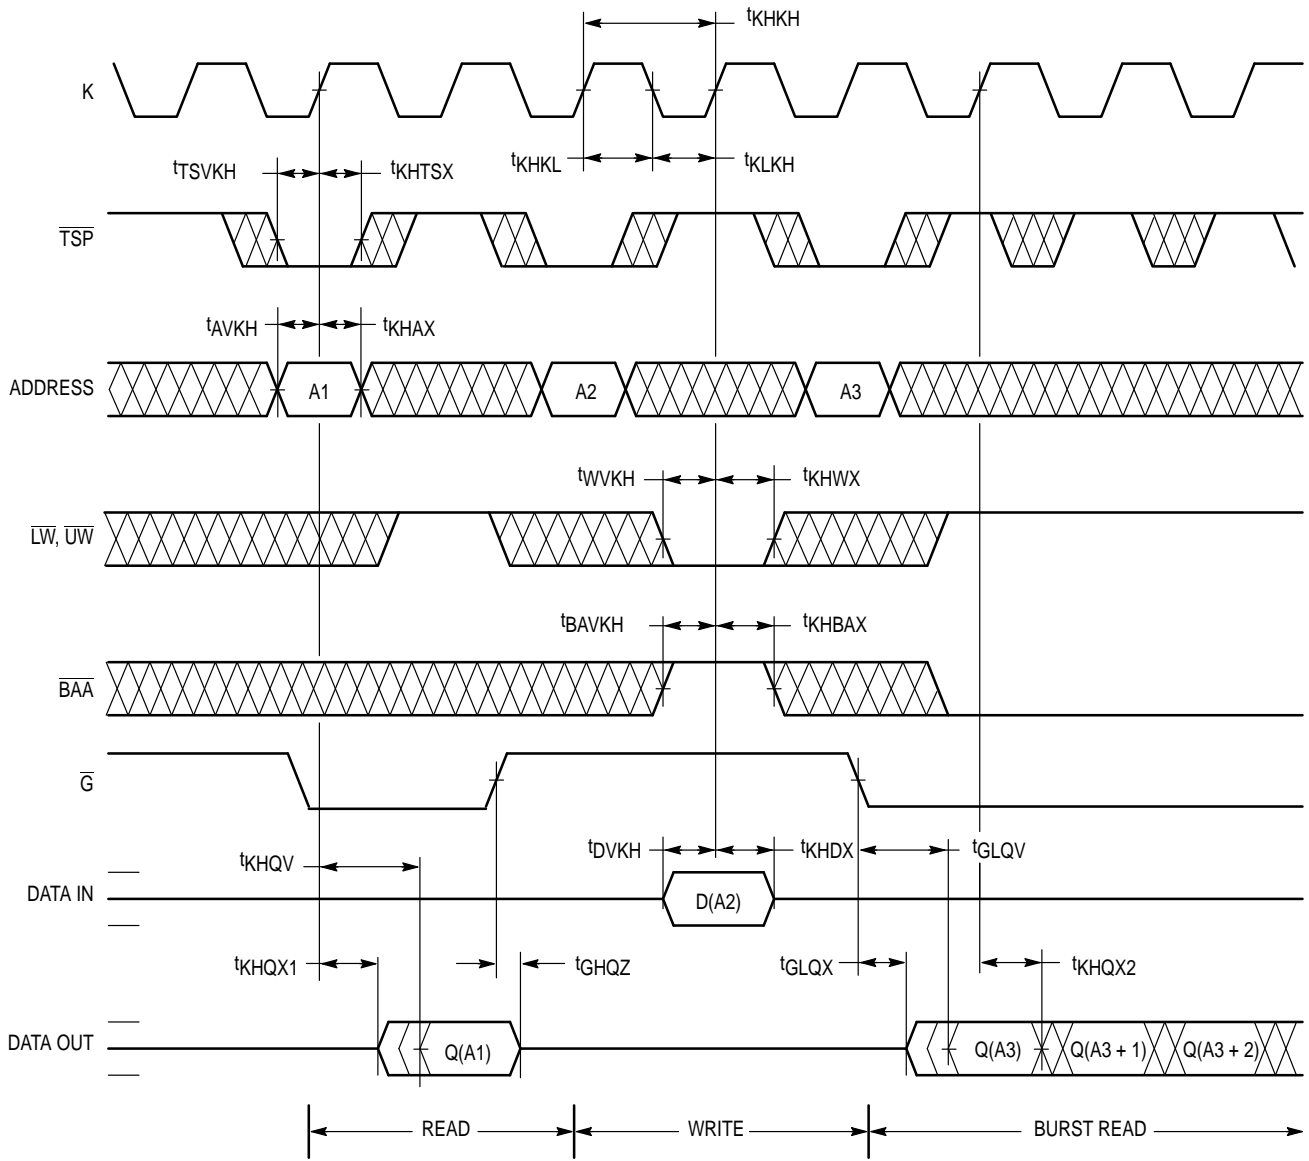 tKHKH
K
tTSVKH tKHTSX tKHKL tKLKH
TSP
tAVKH tKHAX
ADDRESS A1 A2 A3
tWVKH tKHWX
LW, UW
tBAVKH tKHBAX
BAA
G
tKHQV tDVKH tKHDX tGLQV
DATA IN D(A2)
tKHQX1 tGHQZ tGLQX tKHQX2
DATA OUT Q(A1) Q(A3) Q(A3 + 1) Q(A3 + 2)
READ WRITE BURST READ